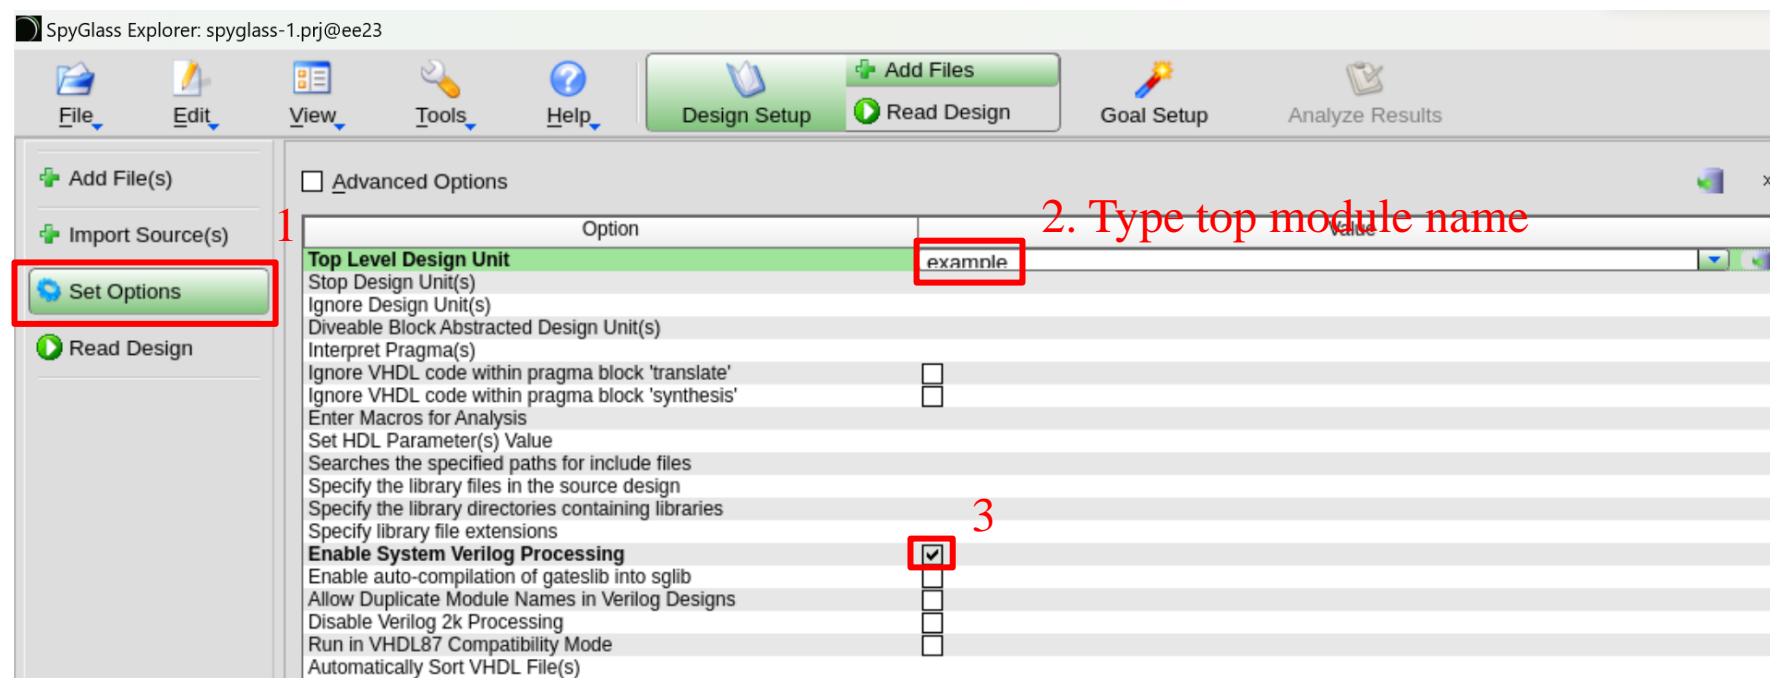 SpyGlass Explorer: spyglass-1.prj@ee23
File
Edit
View
Tools
Help
Design Setup
Add Files
Read Design
Goal Setup
Analyze Results
Add File(s)
Import Source(s)
Set Options
Read Design
Advanced Options
1
2. Type top module name
Option
Value
Top Level Design Unit
example
Stop Design Unit(s)
Ignore Design Unit(s)
Diveable Block Abstracted Design Unit(s)
Interpret Pragma(s)
Ignore VHDL code within pragma block 'translate'
Ignore VHDL code within pragma block 'synthesis'
Enter Macros for Analysis
Set HDL Parameter(s) Value
Searches the specified paths for include files
Specify the library files in the source design
Specify the library directories containing libraries
Specify library file extensions
3
Enable System Verilog Processing
Enable auto-compilation of gateslib into sglib
Allow Duplicate Module Names in Verilog Designs
Disable Verilog 2k Processing
Run in VHDL87 Compatibility Mode
Automatically Sort VHDL File(s)